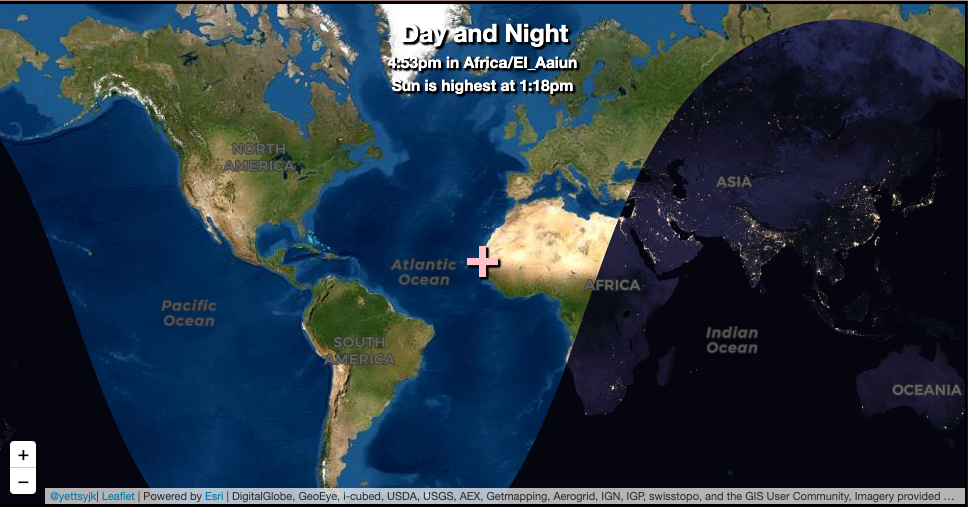 Day and Night
4:53pm in Africa/El_Aaiun
Sun is highest at 1:18pm
NORTH
AMERICA
ASIA
Atlantic
Ocean
AFRICA
Pacific
Ocean
SOUTH
AMERICA
Indian
Ocean
OCEANIA
+
−
@yettsyjk| Leaflet | Powered by Esri | DigitalGlobe, GeoEye, i-cubed, USDA, USGS, AEX, Getmapping, Aerogrid, IGN, IGP, swisstopo, and the GIS User Community, Imagery provided ...